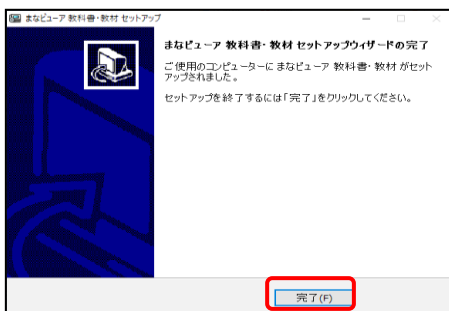 まなビューア 教科書・教材 セットアップ
まなビューア 教科書・教材 セットアップウィザードの完了
ご使用のコンピューターに まなビューア 教科書・教材 がセット
アップされました。
セットアップを終了するには「完了」をクリックしてください。
完了(F)